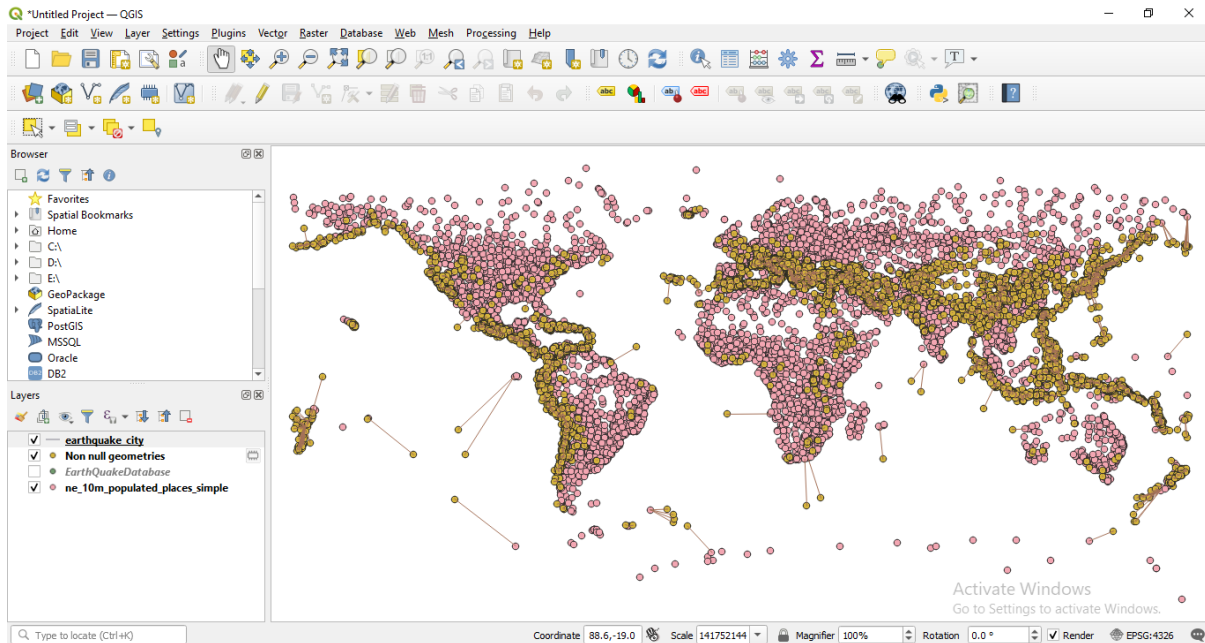 *Untitled Project — QGIS
Project Edit View Layer Settings Plugins Vector Raster Database Web Mesh Processing Help
abc abc abc
Browser
Favorites
Spatial Bookmarks
Home
C:\
D:\
E:\
GeoPackage
SpatiaLite
PostGIS
MSSQL
Oracle
DB2
Layers
earthquake_city
Non null geometries
EarthQuakeDatabase
ne_10m_populated_places_simple
Activate Windows
Go to Settings to activate Windows.
Type to locate (Ctrl+K) Coordinate 88.6,-19.0 Scale 141752144 Magnifier 100% Rotation 0.0 ° Render EPSG:4326